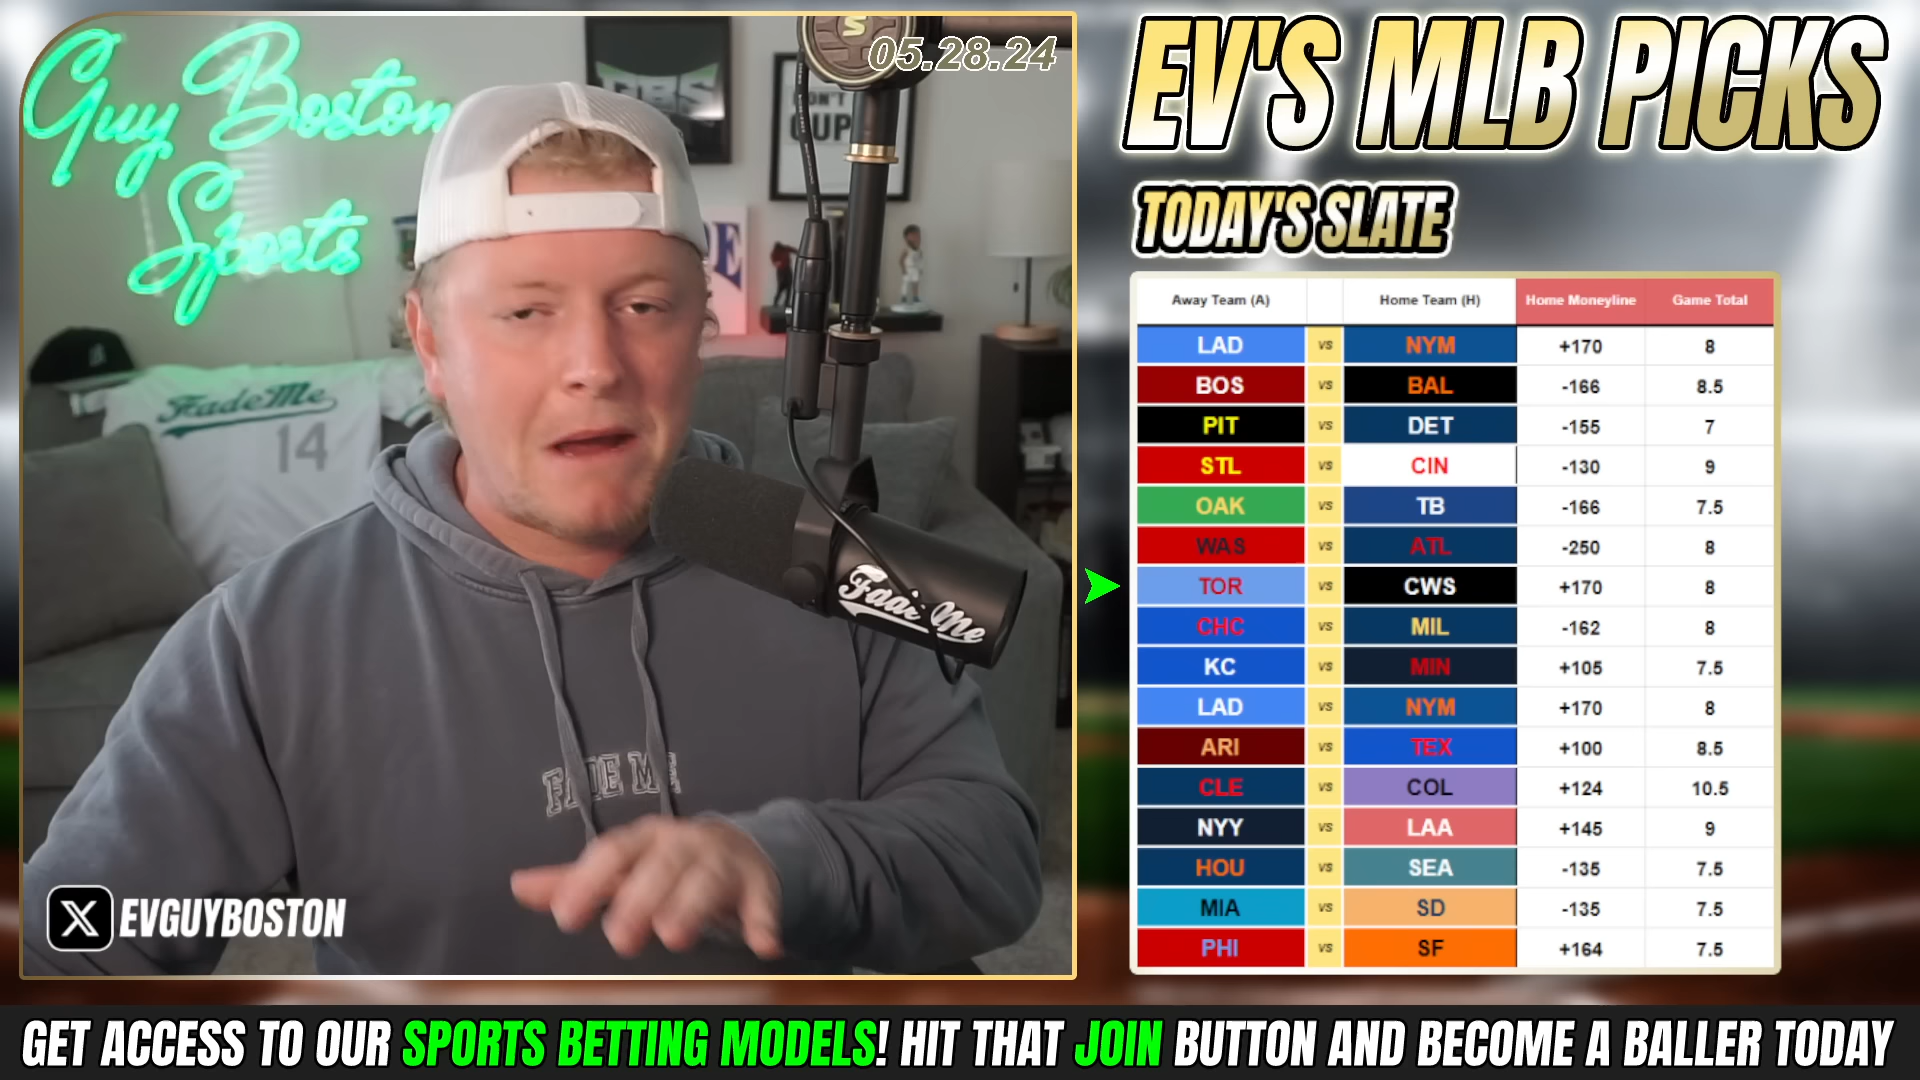 Guy Boston
Sports
GBS
05.28.24
FadeMe
14
Fade Me
X EVGUYBOSTON
EV'S MLB PICKS
TODAY'S SLATE
Away Team (A) Home Team (H) Home Moneyline Game Total
LAD vs NYM +170 8
BOS vs BAL -166 8.5
PIT vs DET -155 7
STL vs CIN -130 9
OAK vs TB -166 7.5
WAS vs ATL -250 8
TOR vs CWS +170 8
CHC vs MIL -162 8
KC vs MIN +105 7.5
LAD vs NYM +170 8
ARI vs TEX +100 8.5
CLE vs COL +124 10.5
NYY vs LAA +145 9
HOU vs SEA -135 7.5
MIA vs SD -135 7.5
PHI vs SF +164 7.5
GET ACCESS TO OUR SPORTS BETTING MODELS! HIT THAT JOIN BUTTON AND BECOME A BALLER TODAY